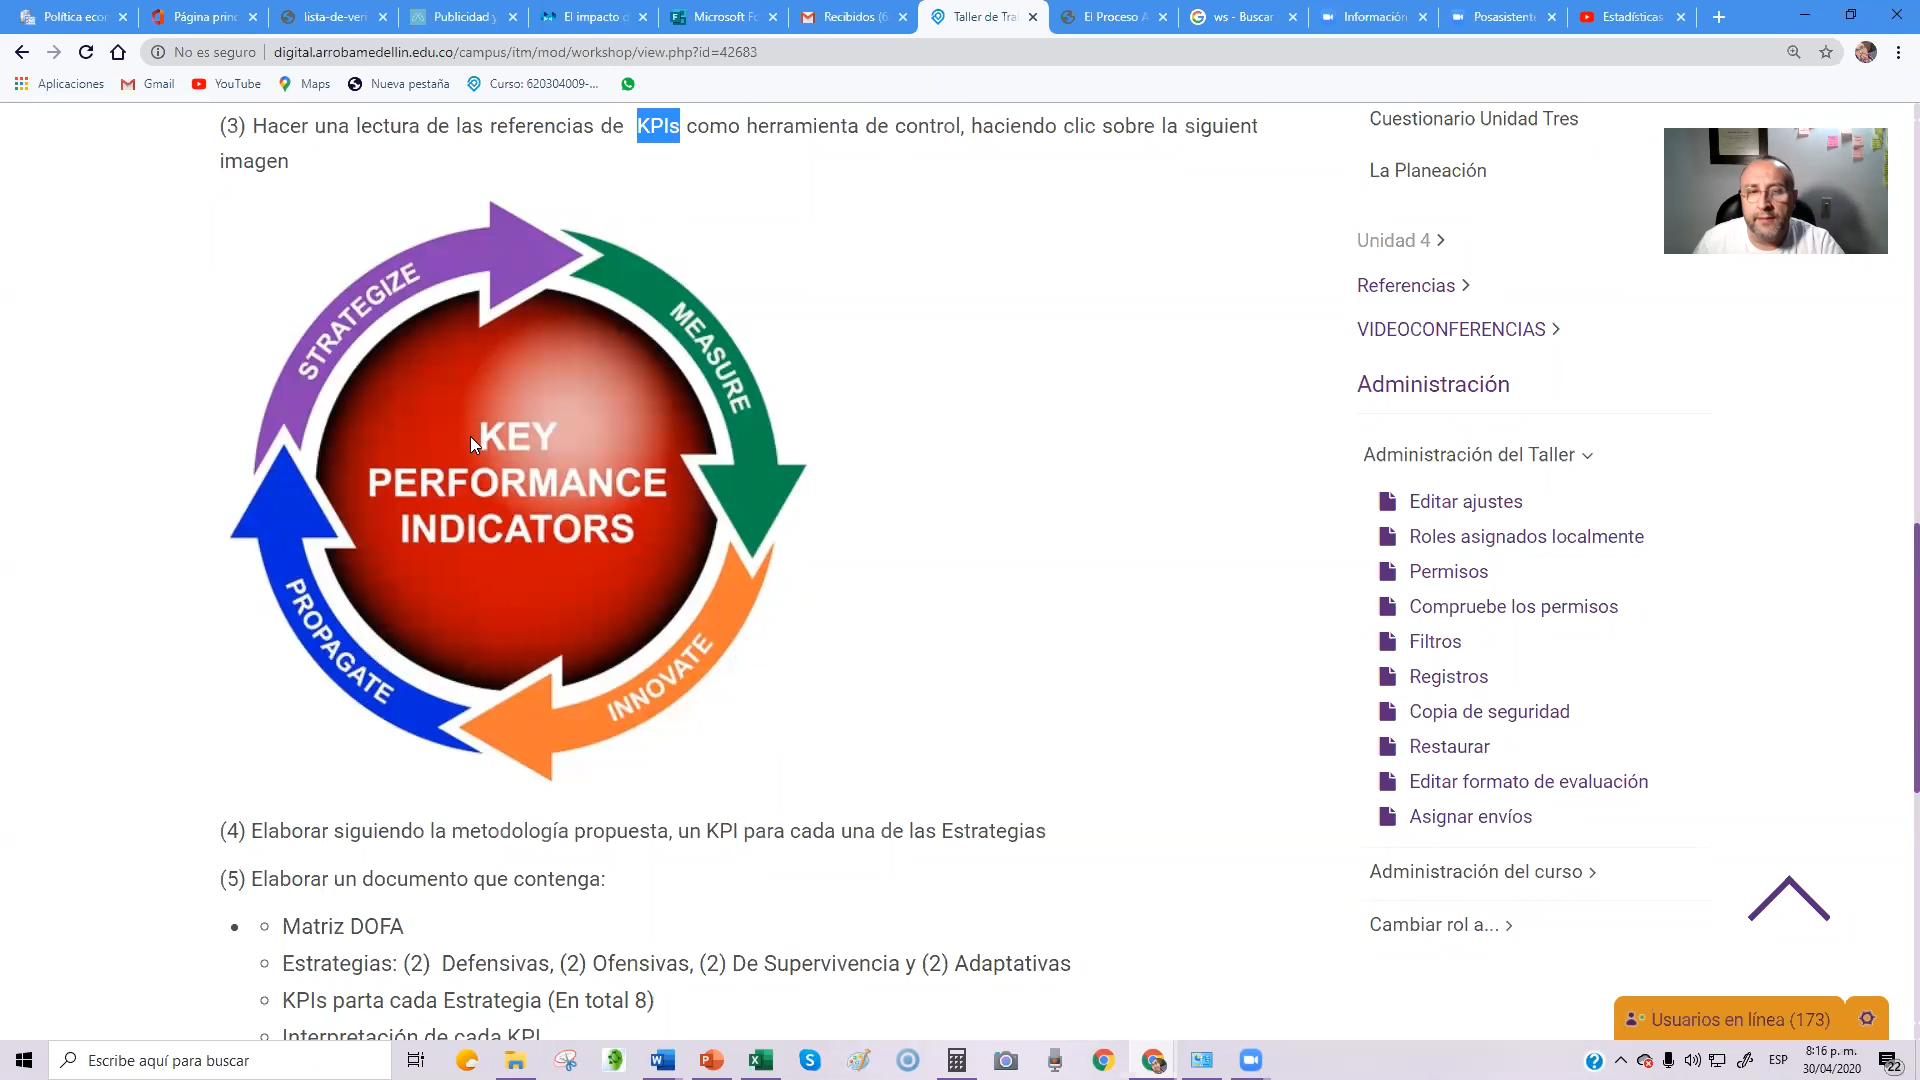 Política econ
Página princ
lista-de-veri
Publicidad y
El impacto d
Microsoft Fo
Recibidos (6
Taller de Tra
El Proceso A
ws - Buscar
Información
Posasistente
Estadísticas
No es seguro
digital.arrobamedellin.edu.co/campus/itm/mod/workshop/view.php?id=42683
Aplicaciones
Gmail
YouTube
Maps
Nueva pestaña
Curso: 620304009-...
(3) Hacer una lectura de las referencias de KPIs como herramienta de control, haciendo clic sobre la siguient
imagen
STRATEGIZE
MEASURE
INNOVATE
PROPAGATE
KEY
PERFORMANCE
INDICATORS
(4) Elaborar siguiendo la metodología propuesta, un KPI para cada una de las Estrategias
(5) Elaborar un documento que contenga:
Matriz DOFA
Estrategias: (2) Defensivas, (2) Ofensivas, (2) De Supervivencia y (2) Adaptativas
KPIs parta cada Estrategia (En total 8)
Interpretación de cada KPI
Cuestionario Unidad Tres
La Planeación
Unidad 4
Referencias
VIDEOCONFERENCIAS
Administración
Administración del Taller
Editar ajustes
Roles asignados localmente
Permisos
Compruebe los permisos
Filtros
Registros
Copia de seguridad
Restaurar
Editar formato de evaluación
Asignar envíos
Administración del curso
Cambiar rol a...
Usuarios en línea (173)
Escribe aquí para buscar
ESP
8:16 p. m.
30/04/2020
22